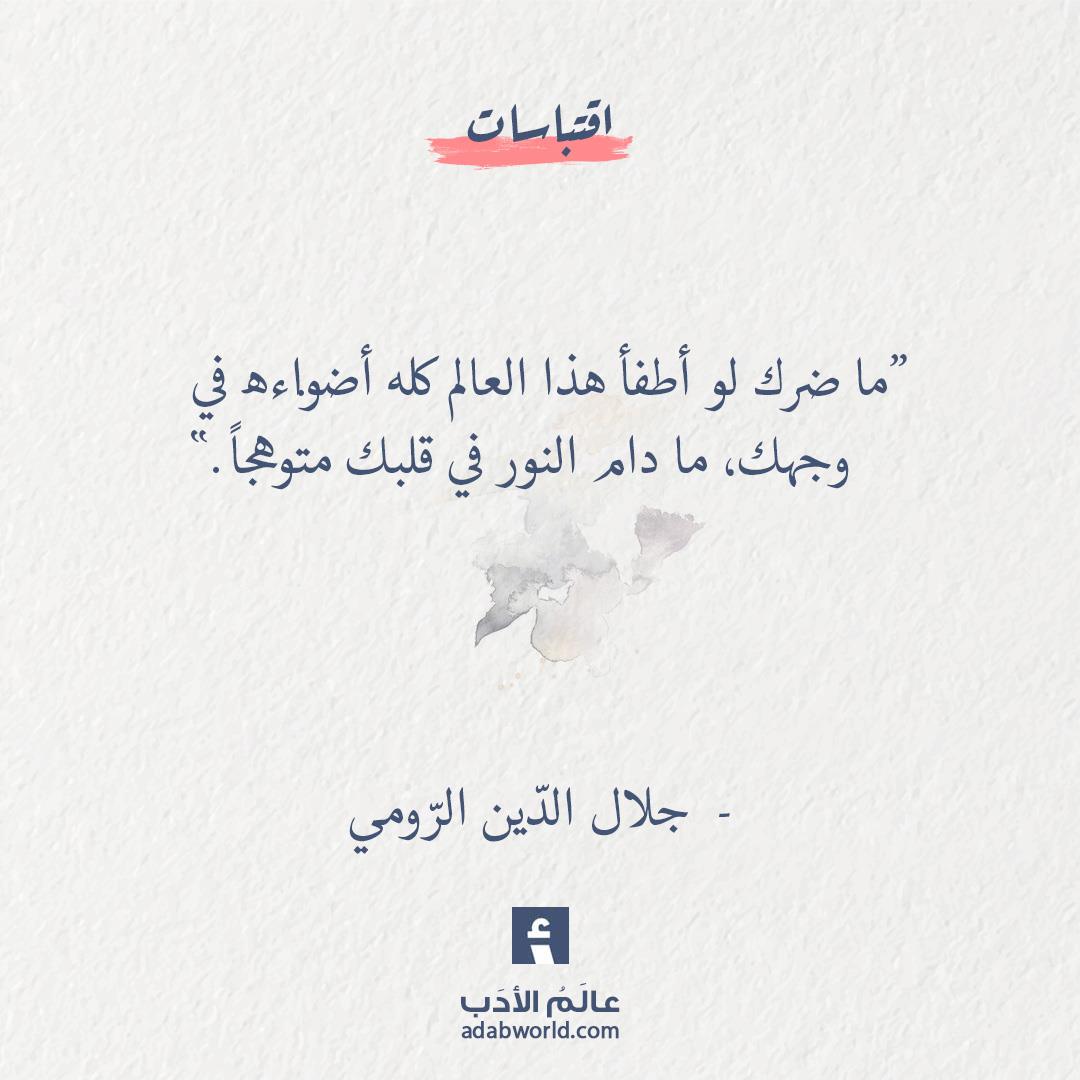 اقتباسات
”ما ضرك لو أطفأ هذا العالم كله أضواءه في
وجهك، ما دام النور في قلبك متوهجاً.“
- جلال الدّين الرّومي
أ
عالَمُ الأدَب
adabworld.com